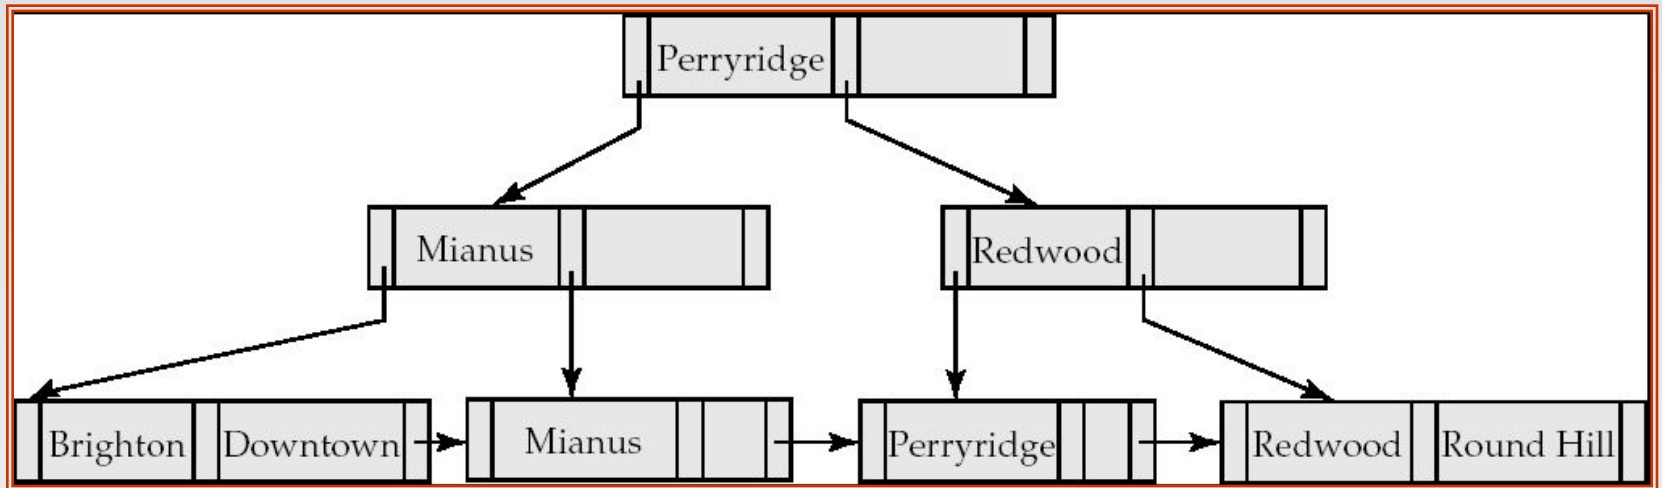 Perryridge
Mianus
Redwood
Brighton Downtown
Mianus
Perryridge
Redwood Round Hill